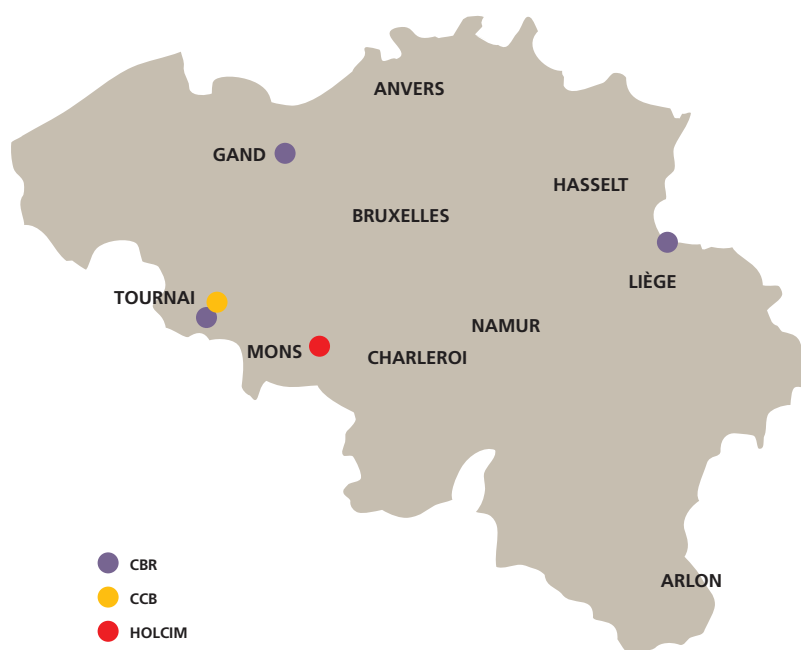 ANVERS
GAND
HASSELT
BRUXELLES
LIÈGE
TOURNAI
NAMUR
MONS
CHARLEROI
CBR
ARLON
CCB
HOLCIM